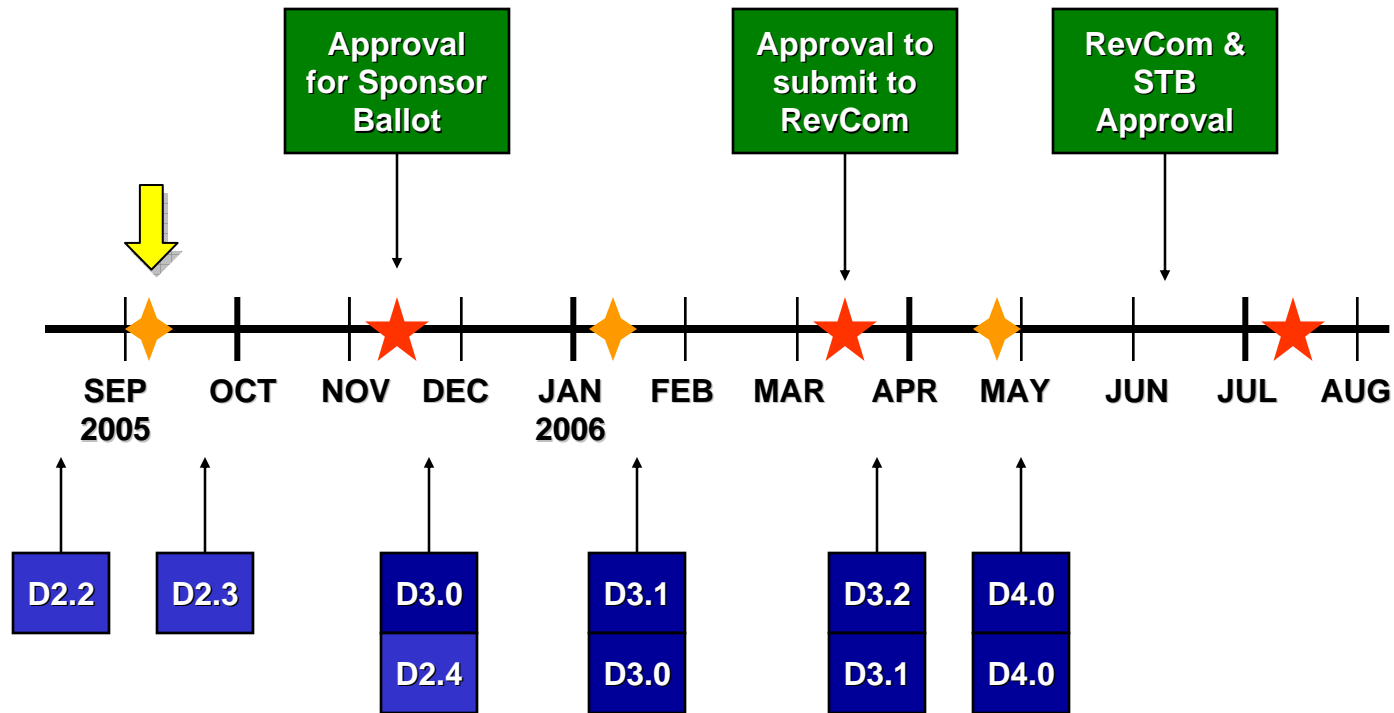 Approval
for Sponsor
Ballot
Approval to
submit to
RevCom
RevCom &
STB
Approval
SEP
2005
OCT
NOV
DEC
JAN
2006
FEB
MAR
APR
MAY
JUN
JUL
AUG
D2.2
D2.3
D3.0
D2.4
D3.1
D3.0
D3.2
D3.1
D4.0
D4.0